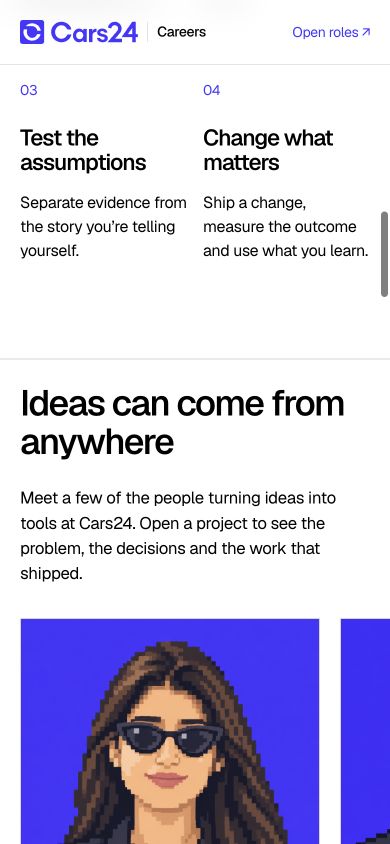 Cars24
Careers
Open roles ↗
03
Test the
assumptions
Separate evidence from
the story you’re telling
yourself.
04
Change what
matters
Ship a change,
measure the outcome
and use what you learn.
Ideas can come from
anywhere
Meet a few of the people turning ideas into
tools at Cars24. Open a project to see the
problem, the decisions and the work that
shipped.